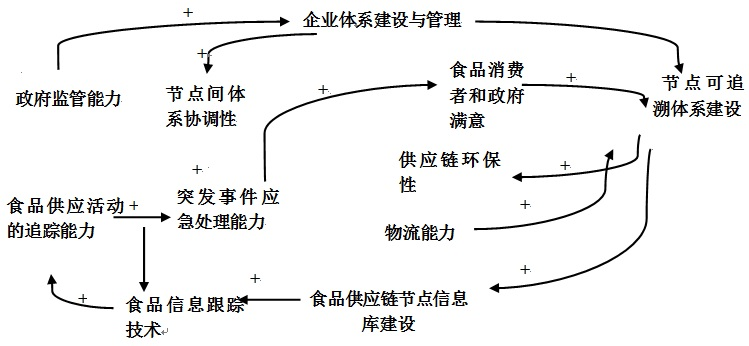 +
企业体系建设与管理
+
政府监管能力
节点间体
系协调性
+
食品消费
者和政府
满意
+
节点可追
溯体系建设
供应链环保
性
+
+
食品供应活动
的追踪能力
+
突发事件应
急处理能力
物流能力
+
+
食品信息跟踪
技术
+
食品供应链节点信息
库建设
+
+